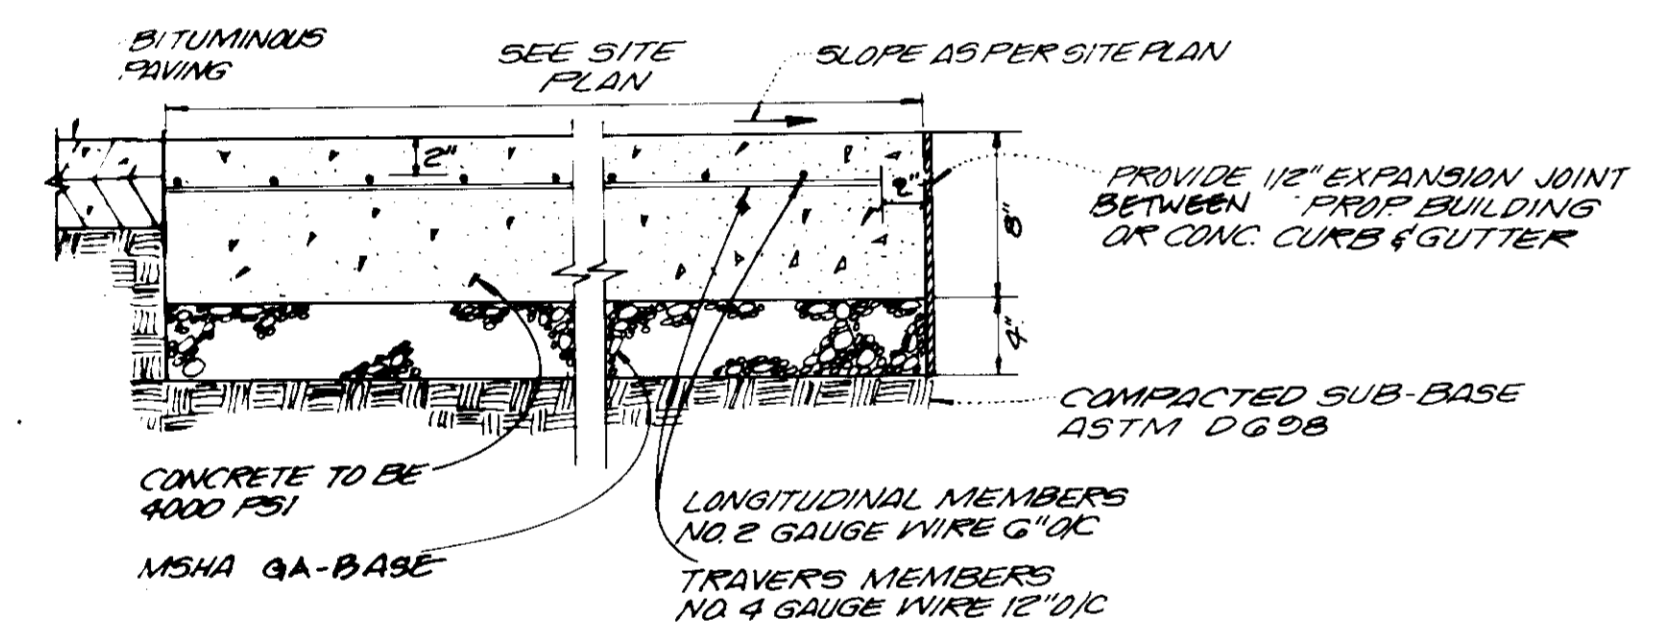 BITUMINOUS
PAVING
SEE SITE
PLAN
SLOPE AS PER SITE PLAN
2"
2"
8"
4"
PROVIDE 1/2" EXPANSION JOINT
BETWEEN PROP. BUILDING
OR CONC. CURB & GUTTER
COMPACTED SUB-BASE
ASTM D698
CONCRETE TO BE
4000 PSI
MSHA GA-BASE
LONGITUDINAL MEMBERS
NO. 2 GAUGE WIRE 6" O/C
TRAVERS MEMBERS
NO. 4 GAUGE WIRE 12" O/C